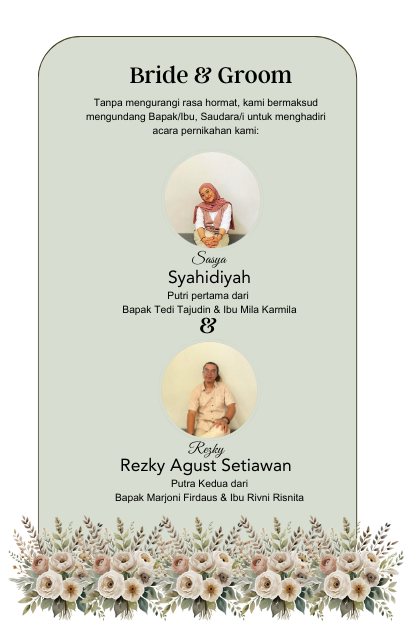 Bride & Groom
Tanpa mengurangi rasa hormat, kami bermaksud
mengundang Bapak/Ibu, Saudara/i untuk menghadiri
acara pernikahan kami:
Sasya
Syahidiyah
Putri pertama dari
Bapak Tedi Tajudin & Ibu Mila Karmila
&
Rezky
Rezky Agust Setiawan
Putra Kedua dari
Bapak Marjoni Firdaus & Ibu Rivni Risnita